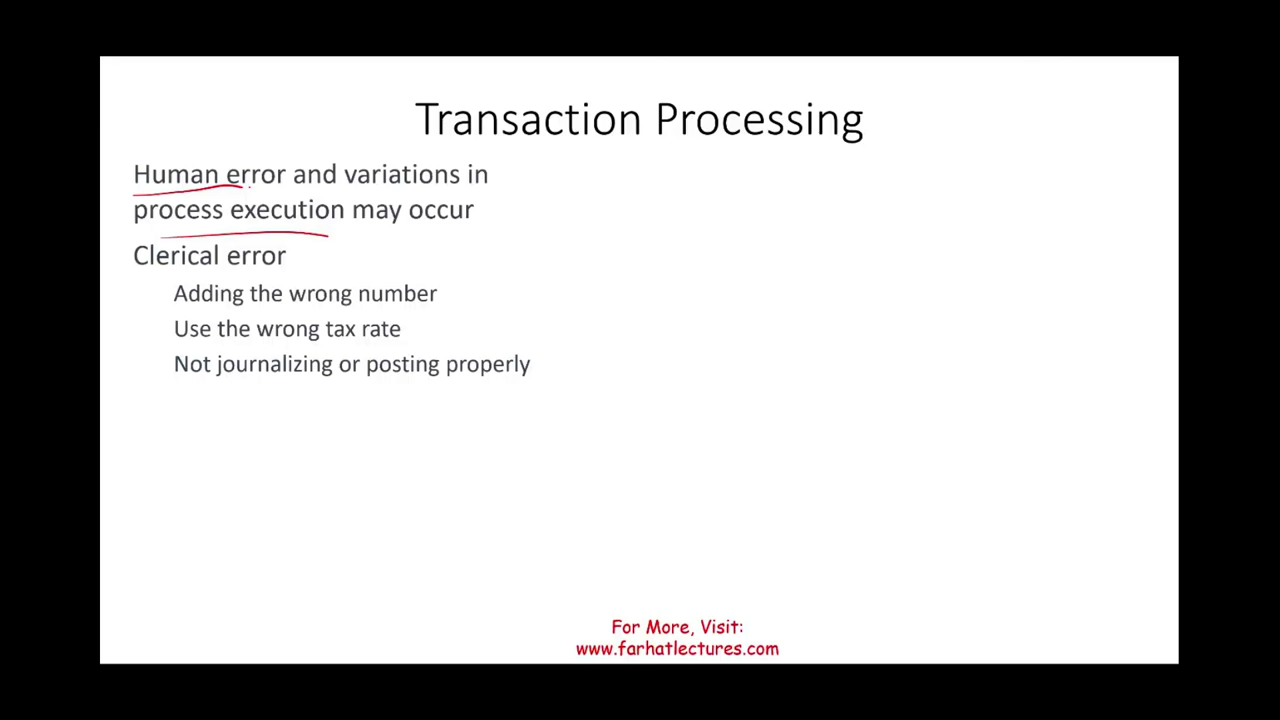 Transaction Processing
Human error and variations in
process execution may occur
Clerical error
Adding the wrong number
Use the wrong tax rate
Not journalizing or posting properly
For More, Visit:
www.farhatlectures.com